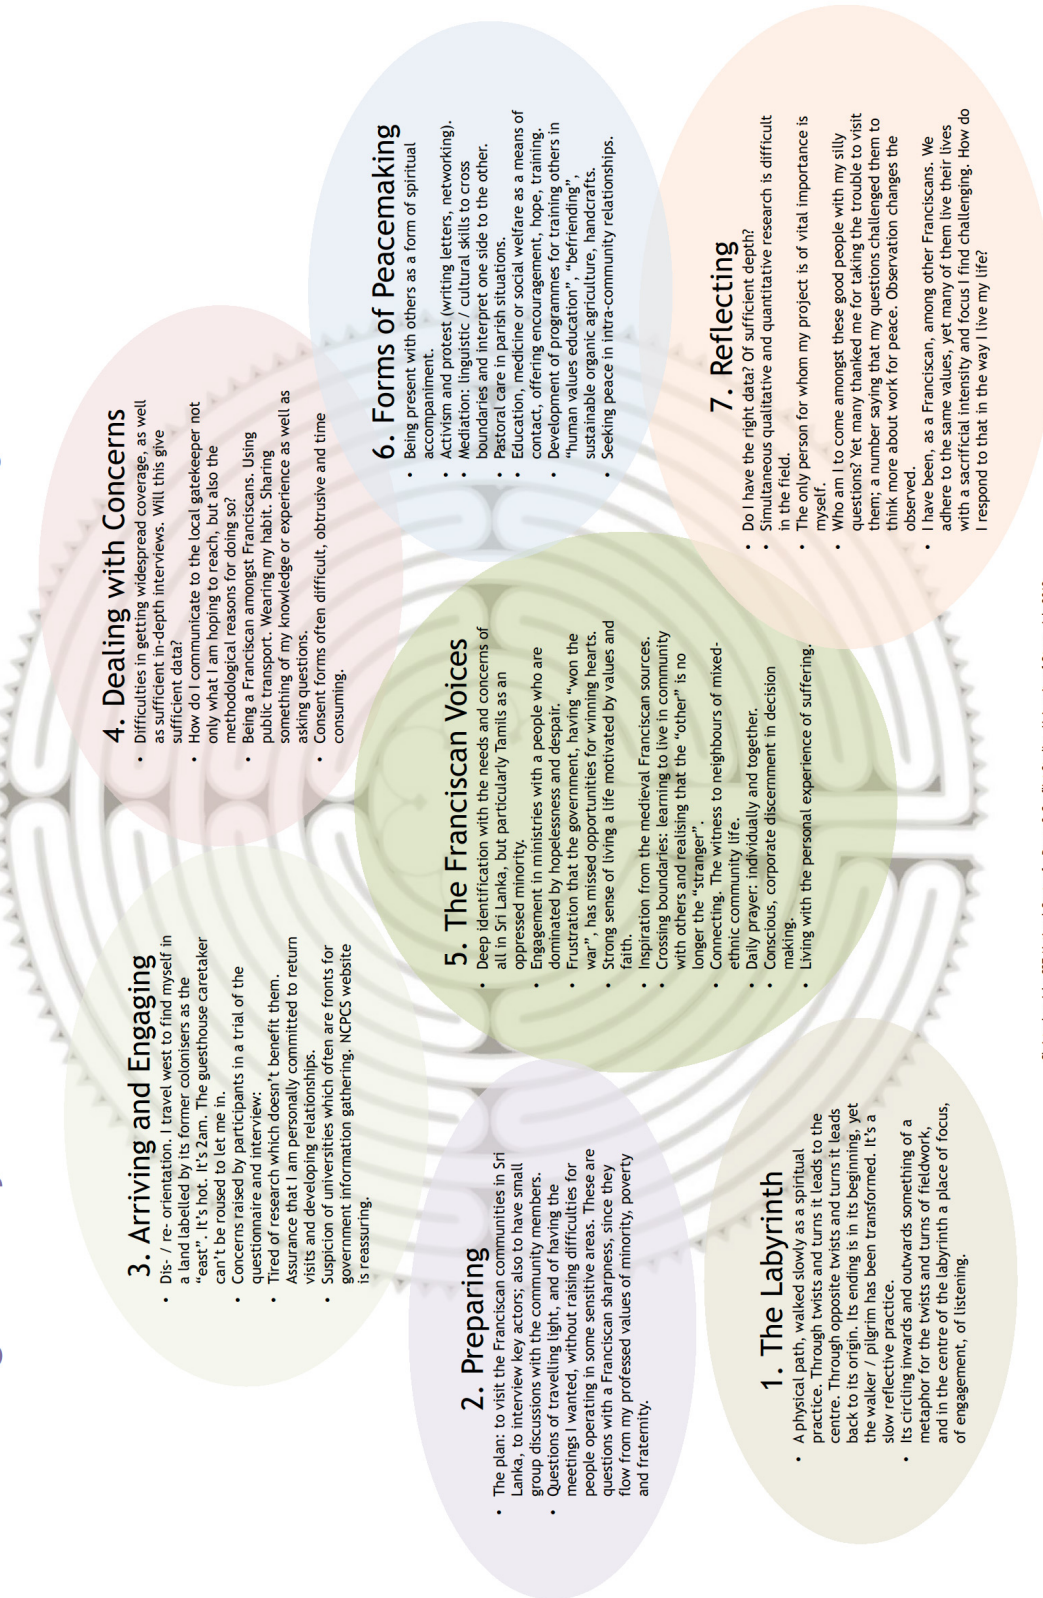 1. The Labyrinth
• A physical path, walked slowly as a spiritual
practice. Through twists and turns it leads to the
centre. Through opposite twists and turns it leads
back to its origin. Its ending is in its beginning, yet
the walker / pilgrim has been transformed. It's a
slow reflective practice.
• Its circling inwards and outwards something of a
metaphor for the twists and turns of fieldwork,
and in the centre of the labyrinth a place of focus,
of engagement, of listening.
2. Preparing
• The plan: to visit the Franciscan communities in Sri
Lanka, to interview key actors; also to have small
group discussions with the community members.
• Questions of travelling light, and of having the
meetings I wanted, without raising difficulties for
people operating in some sensitive areas. These are
questions with a Franciscan sharpness, since they
flow from my professed values of minority, poverty
and fraternity.
3. Arriving and Engaging
• Dis- / re- orientation. I travel west to find myself in
a land labelled by its former colonisers as the
"east". It's hot. It's 2am. The guesthouse caretaker
can't be roused to let me in.
• Concerns raised by participants in a trial of the
questionnaire and interview:
• Tired of research which doesn't benefit them.
Assurance that I am personally committed to return
visits and developing relationships.
• Suspicion of universities which often are fronts for
government information gathering. NCPCS website
is reassuring.
4. Dealing with Concerns
• Difficulties in getting widespread coverage, as well
as sufficient in-depth interviews. Will this give
sufficient data?
• How do I communicate to the local gatekeeper not
only what I am hoping to reach, but also the
methodological reasons for doing so?
• Being a Franciscan amongst Franciscans. Using
public transport. Wearing my habit. Sharing
something of my knowledge or experience as well as
asking questions.
• Consent forms often difficult, obtrusive and time
consuming.
5. The Franciscan Voices
• Deep identification with the needs and concerns of
all in Sri Lanka, but particularly Tamils as an
oppressed minority.
• Engagement in ministries with a people who are
dominated by hopelessness and despair.
• Frustration that the government, having "won the
war", has missed opportunities for winning hearts.
• Strong sense of living a life motivated by values and
faith.
• Inspiration from the medieval Franciscan sources.
• Crossing boundaries: learning to live in community
with others and realising that the "other" is no
longer the "stranger".
• Connecting. The witness to neighbours of mixed-
ethnic community life.
• Daily prayer: individually and together.
• Conscious, corporate discernment in decision
making.
• Living with the personal experience of suffering.
6. Forms of Peacemaking
• Being present with others as a form of spiritual
accompaniment.
• Activism and protest (writing letters, networking).
• Mediation: linguistic / cultural skills to cross
boundaries and interpret one side to the other.
• Pastoral care in parish situations.
• Education, medicine or social welfare as a means of
contact, offering encouragement, hope, training.
• Development of programmes for training others in
"human values education", "befriending",
sustainable organic agriculture, handcrafts.
• Seeking peace in intra-community relationships.
7. Reflecting
• Do I have the right data? Of sufficient depth?
• Simultaneous qualitative and quantitative research is difficult
in the field.
• The only person for whom my project is of vital importance is
myself.
• Who am I to come amongst these good people with my silly
questions? Yet many thanked me for taking the trouble to visit
them; a number saying that my questions challenged them to
think more about work for peace. Observation changes the
observed.
• I have been, as a Franciscan, among other Franciscans. We
adhere to the same values, yet many of them live their lives
with a sacrificial intensity and focus I find challenging. How do
I respond to that in the way I live my life?